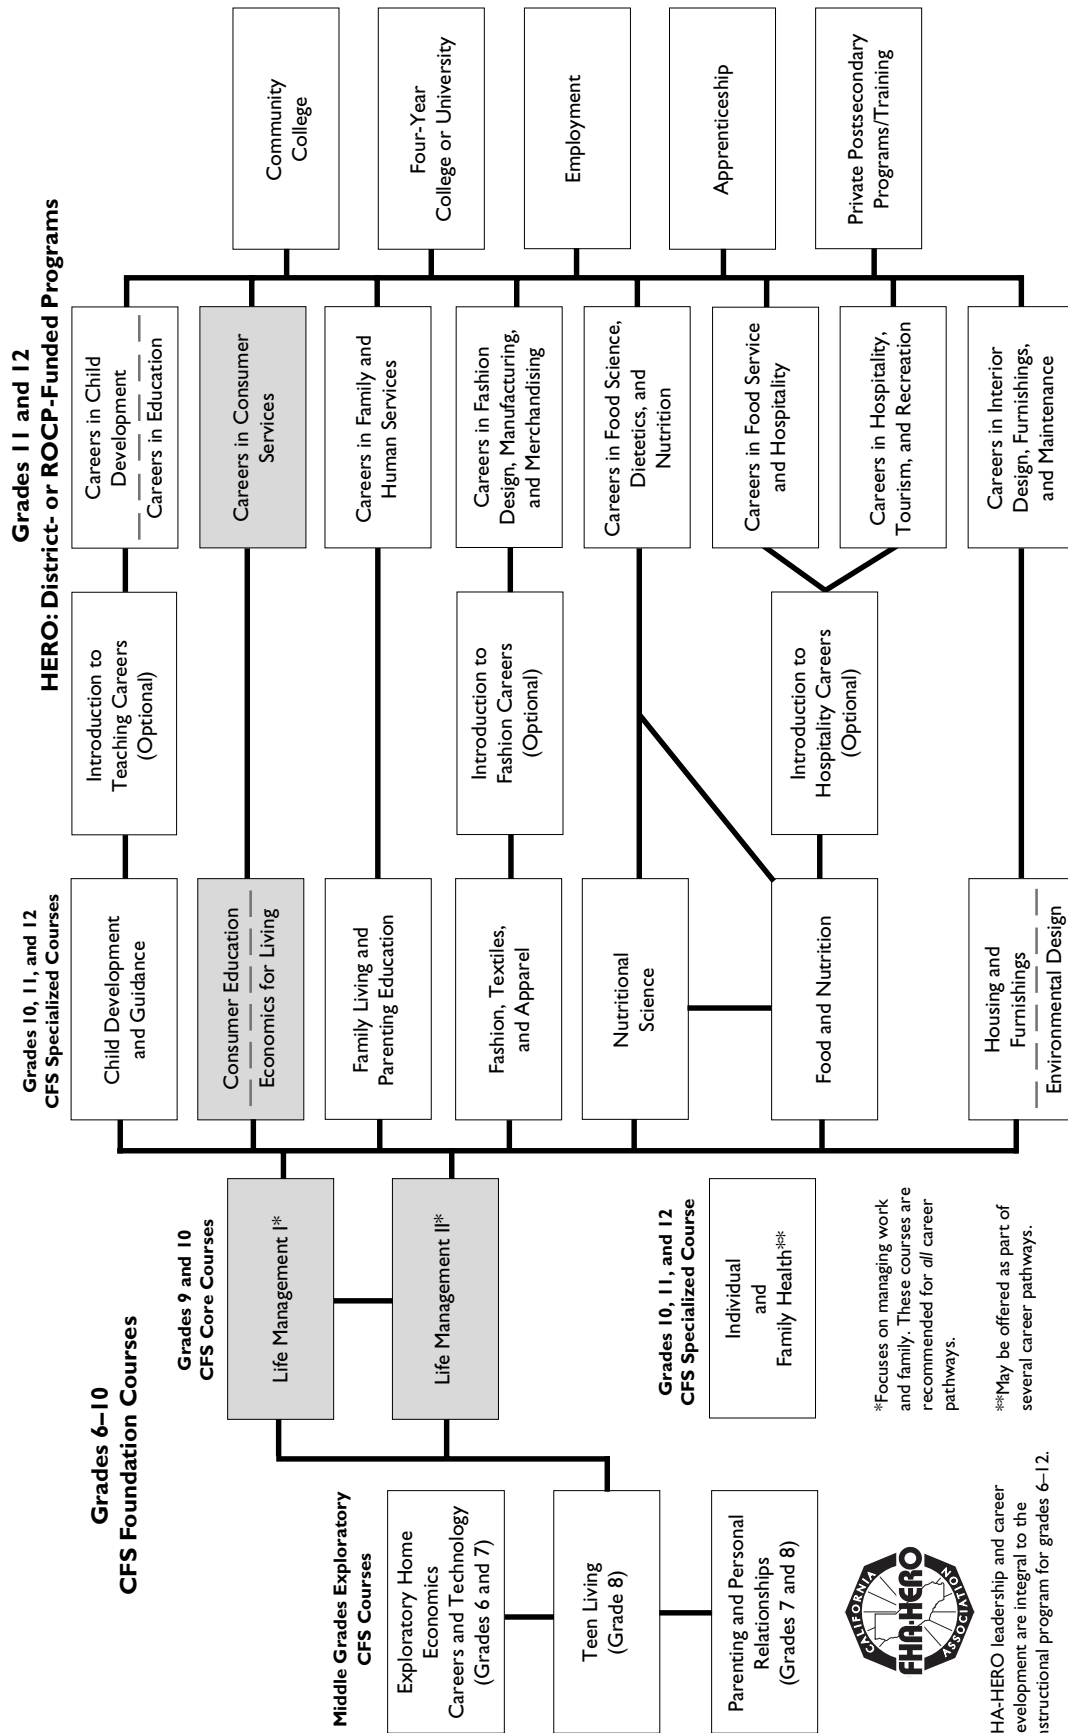 Grades 6–10
CFS Foundation Courses
Middle Grades Exploratory
CFS Courses
Exploratory Home
Economics
Careers and Technology
(Grades 6 and 7)
Teen Living
(Grade 8)
Parenting and Personal
Relationships
(Grades 7 and 8)
CALIFORNIA
FHA-HERO
ASSOCIATION
HA-HERO leadership and career
evelopment are integral to the
nstructional program for grades 6–12.
Grades 9 and 10
CFS Core Courses
Life Management I*
Life Management II*
Grades 10, 11, and 12
CFS Specialized Course
Individual
and
Family Health**
*Focuses on managing work
and family. These courses are
recommended for all career
pathways.
**May be offered as part of
several career pathways.
Grades 10, 11, and 12
CFS Specialized Courses
Child Development
and Guidance
Consumer Education
Economics for Living
Family Living and
Parenting Education
Fashion, Textiles,
and Apparel
Nutritional
Science
Food and Nutrition
Housing and
Furnishings
Environmental Design
Grades 11 and 12
HERO: District- or ROCP-Funded Programs
Introduction to
Teaching Careers
(Optional)
Introduction to
Fashion Careers
(Optional)
Introduction to
Hospitality Careers
(Optional)
Careers in Child
Development
Careers in Education
Careers in Consumer
Services
Careers in Family and
Human Services
Careers in Fashion
Design, Manufacturing,
and Merchandising
Careers in Food Science,
Dietetics, and
Nutrition
Careers in Food Service
and Hospitality
Careers in Hospitality,
Tourism, and Recreation
Careers in Interior
Design, Furnishings,
and Maintenance
Community
College
Four-Year
College or University
Employment
Apprenticeship
Private Postsecondary
Programs/Training